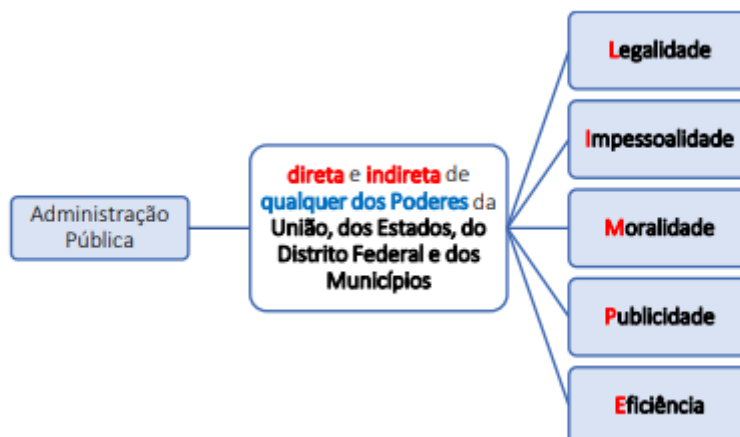 Administração
Pública
direta e indireta de
qualquer dos Poderes da
União, dos Estados, do
Distrito Federal e dos
Municípios
Legalidade
Impessoalidade
Moralidade
Publicidade
Eficiência